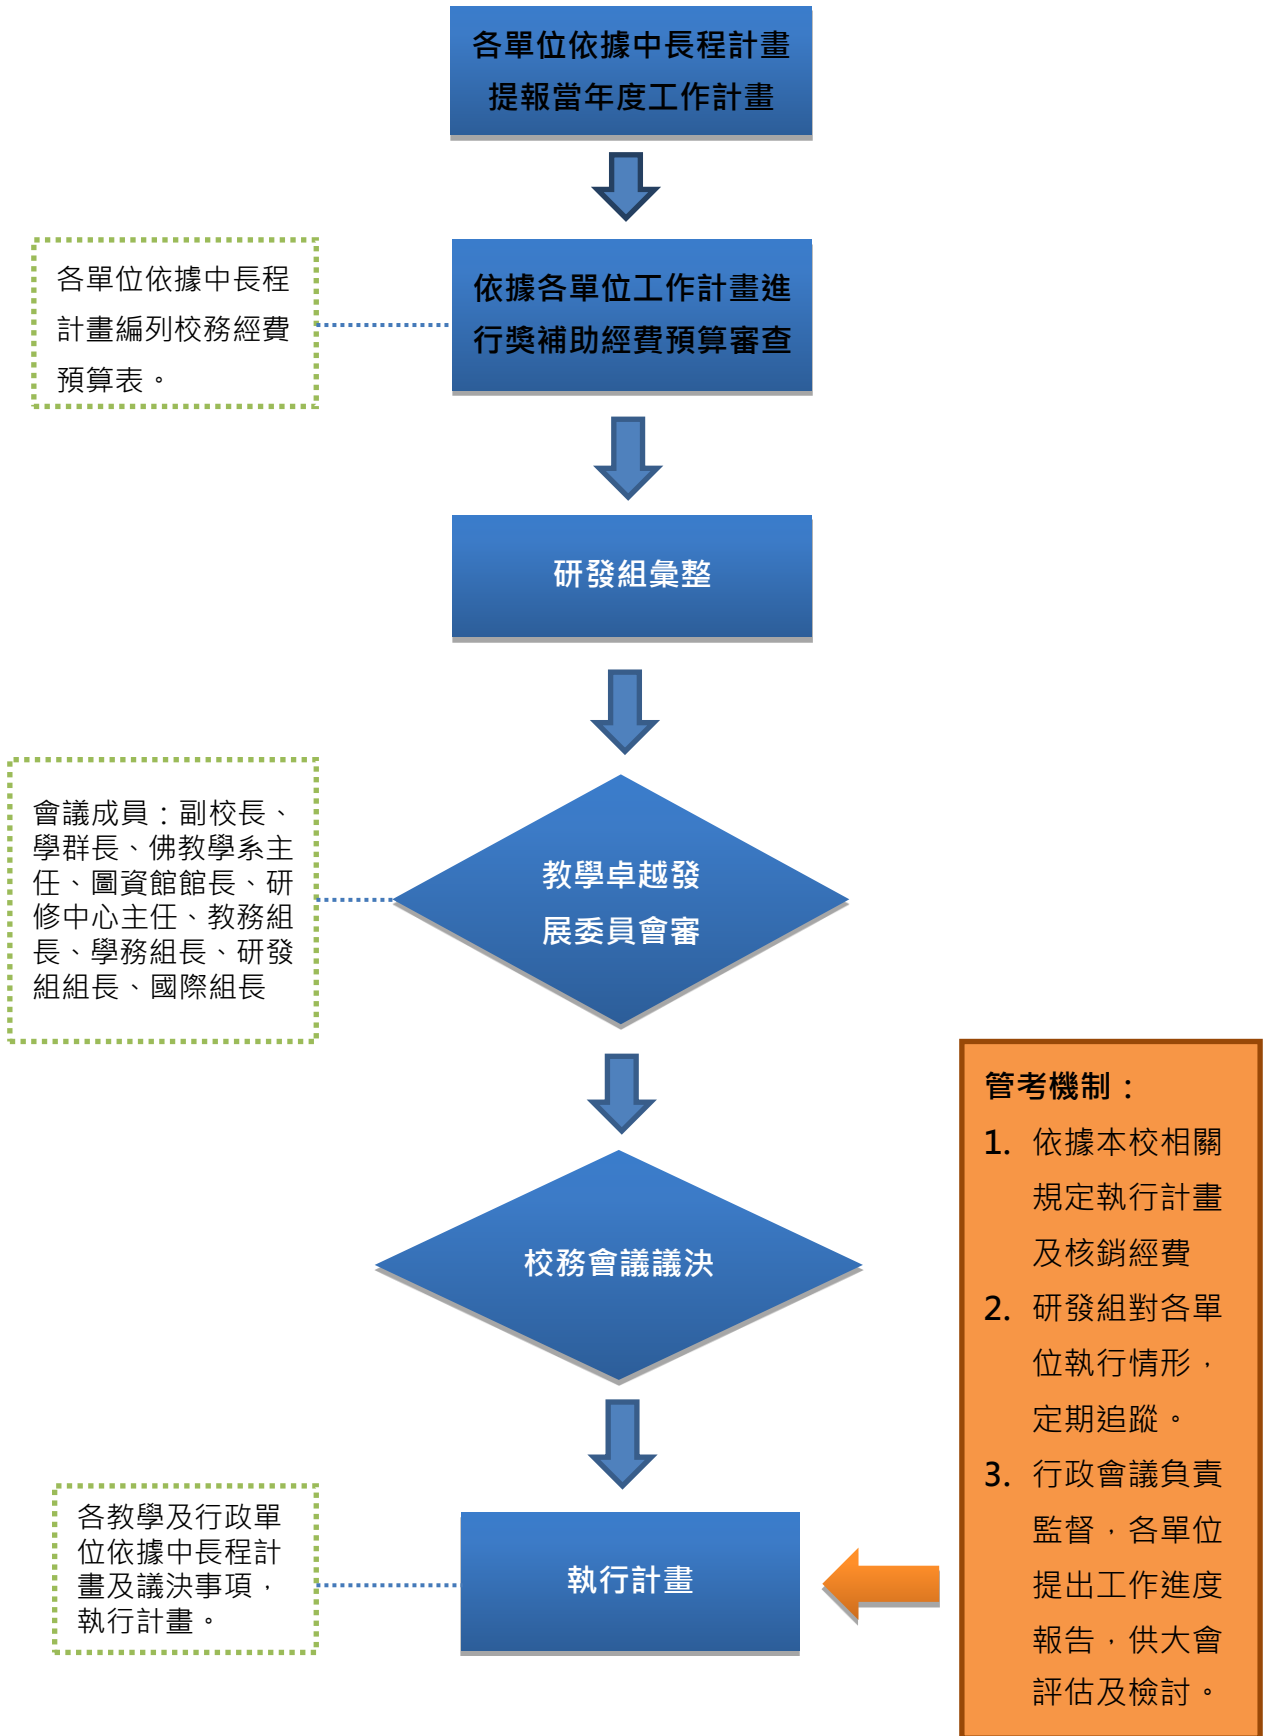 各單位依據中長程計畫
提報當年度工作計畫
各單位依據中長程
計畫編列校務經費
預算表。
依據各單位工作計畫進
行獎補助經費預算審查
研發組彙整
會議成員：副校長、
學群長、佛教學系主
任、圖資館館長、研
修中心主任、教務組
長、學務組長、研發
組組長、國際組長
教學卓越發
展委員會審
校務會議議決
各教學及行政單
位依據中長程計
畫及議決事項，
執行計畫。
執行計畫
管考機制：
1. 依據本校相關
規定執行計畫
及核銷經費
2. 研發組對各單
位執行情形，
定期追蹤。
3. 行政會議負責
監督，各單位
提出工作進度
報告，供大會
評估及檢討。